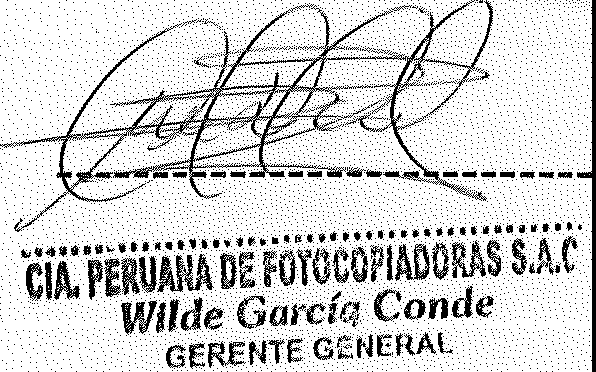 CIA. PERUANA DE FOTOCOPIADORAS S.A.C
Wilde García Conde
GERENTE GENERAL